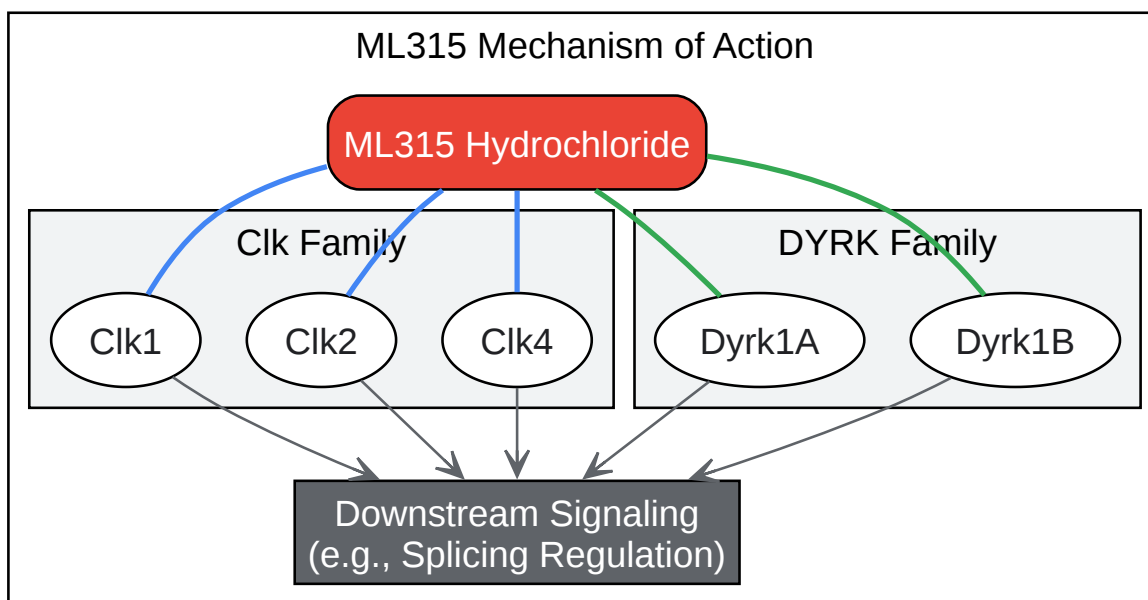 ML315 Mechanism of Action
ML315 Hydrochloride
Clk Family
DYRK Family
Clk1
Clk2
Clk4
Dyrk1A
Dyrk1B
Downstream Signaling
(e.g., Splicing Regulation)